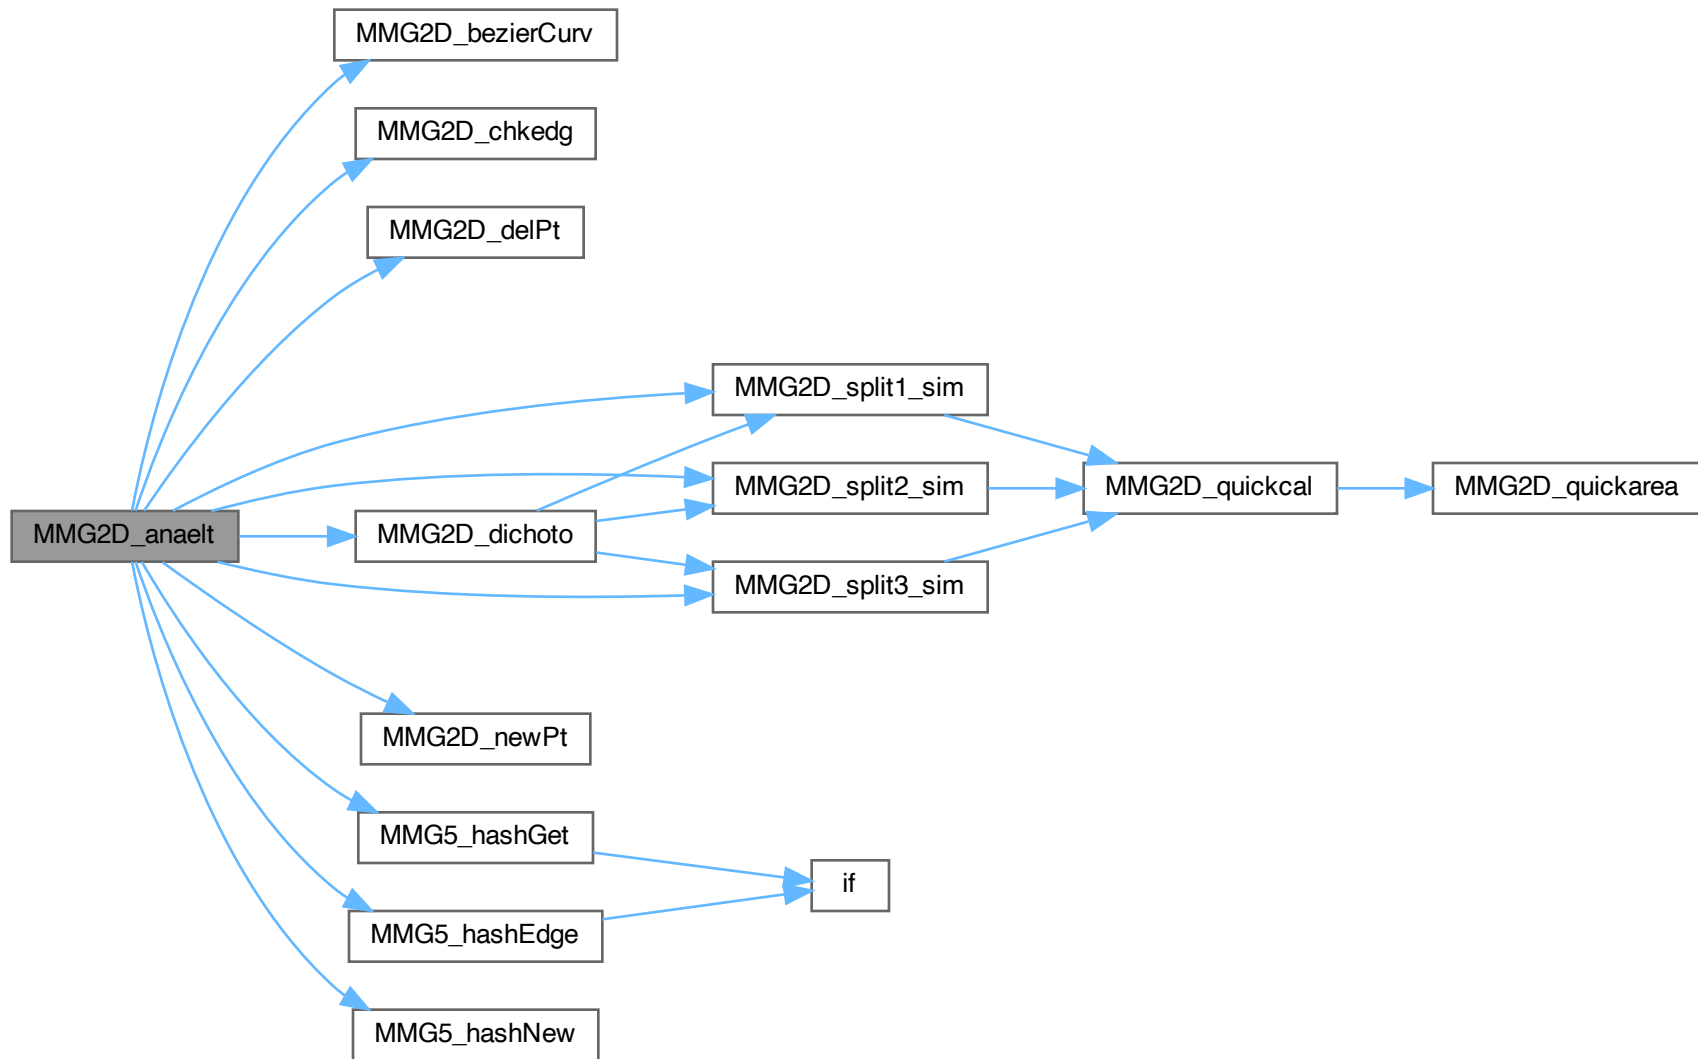 MMG2D_bezierCurv
MMG2D_chkedg
MMG2D_delPt
MMG2D_split1_sim
MMG2D_split2_sim
MMG2D_quickcal
MMG2D_quickarea
MMG2D_anaelt
MMG2D_dichoto
MMG2D_split3_sim
MMG2D_newPt
MMG5_hashGet
if
MMG5_hashEdge
MMG5_hashNew